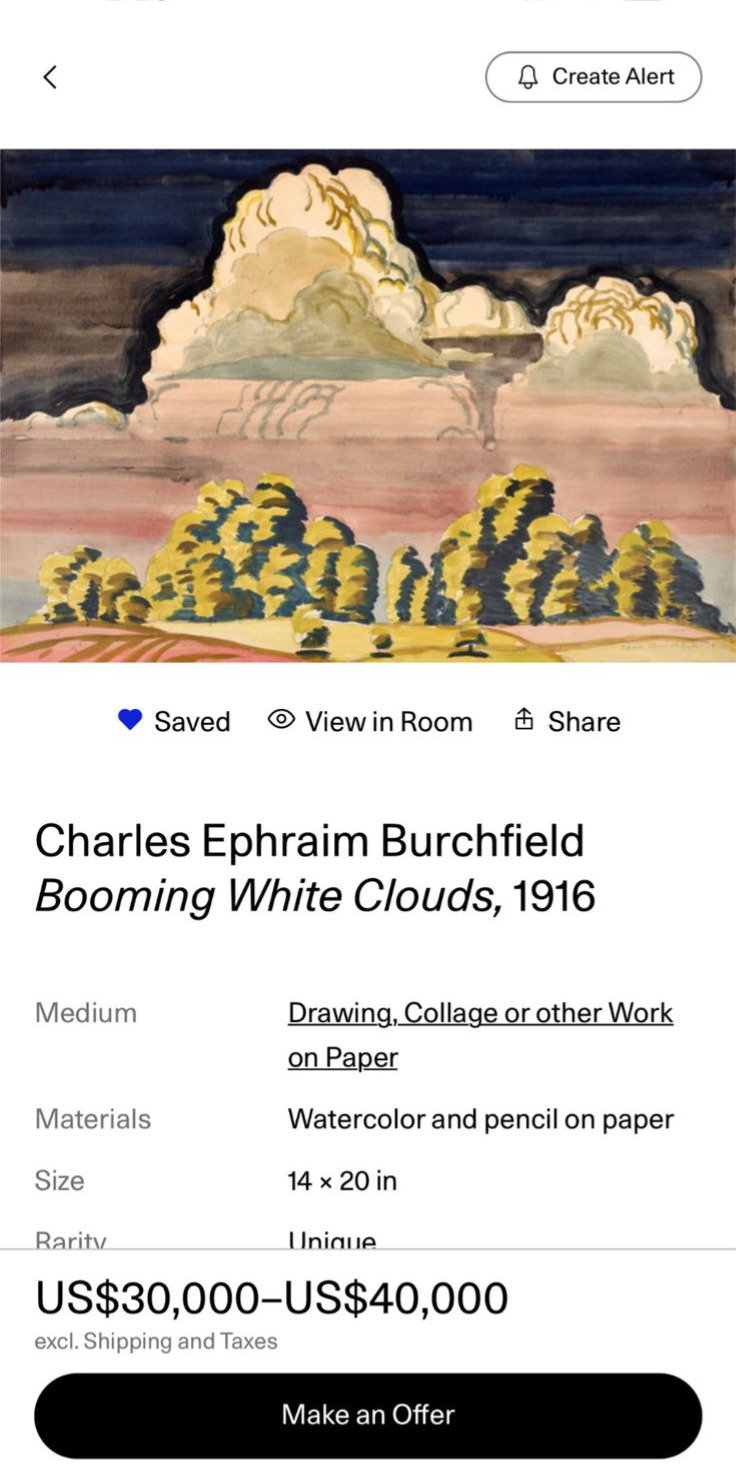 Create Alert
Saved
View in Room
Share
Charles Ephraim Burchfield
Booming White Clouds, 1916
Medium
Drawing, Collage or other Work
on Paper
Materials
Watercolor and pencil on paper
Size
14 × 20 in
Rarity
Unique
US$30,000–US$40,000
excl. Shipping and Taxes
Make an Offer